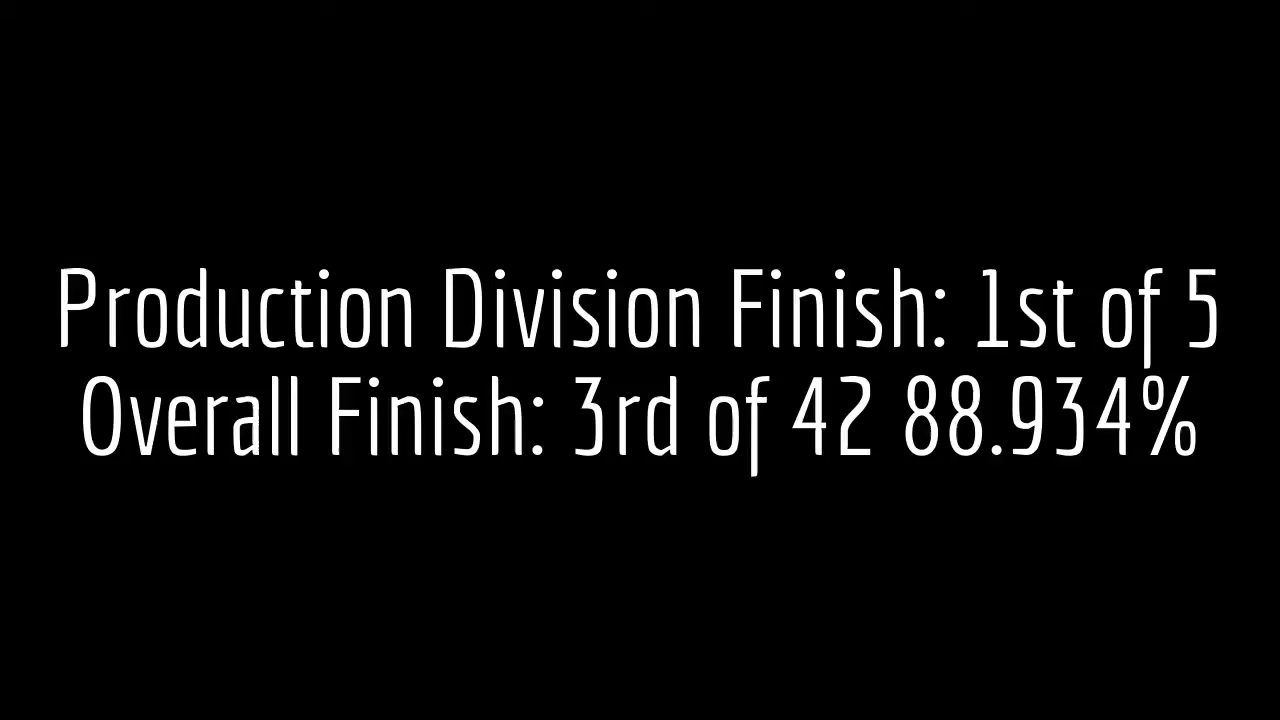 Production Division Finish: 1st of 5
Overall Finish: 3rd of 42 88.934%